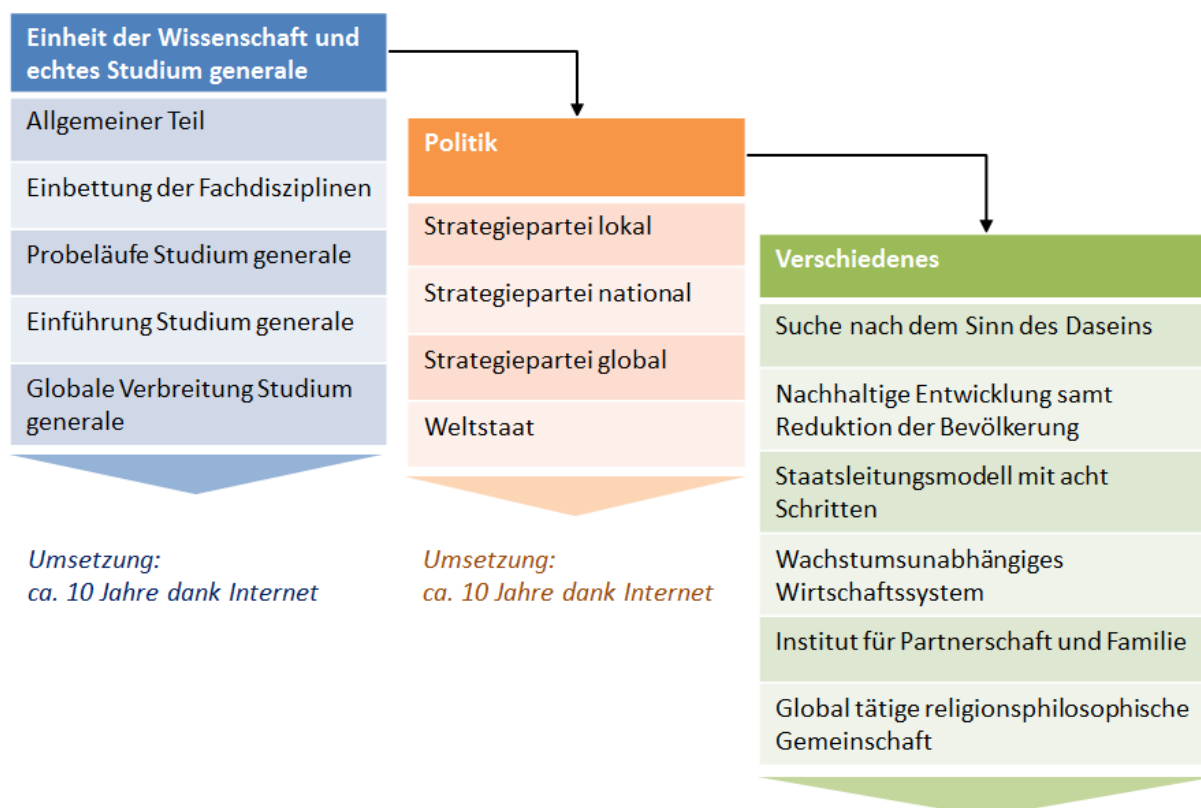 Einheit der Wissenschaft und
echtes Studium generale
Allgemeiner Teil
Einbettung der Fachdisziplinen
Probeläufe Studium generale
Einführung Studium generale
Globale Verbreitung Studium
generale
Umsetzung:
ca. 10 Jahre dank Internet
Politik
Strategiepartei lokal
Strategiepartei national
Strategiepartei global
Weltstaat
Umsetzung:
ca. 10 Jahre dank Internet
Verschiedenes
Suche nach dem Sinn des Daseins
Nachhaltige Entwicklung samt
Reduktion der Bevölkerung
Staatsleitungsmodell mit acht
Schritten
Wachstumsunabhängiges
Wirtschaftssystem
Institut für Partnerschaft und Familie
Global tätige religionsphilosophische
Gemeinschaft